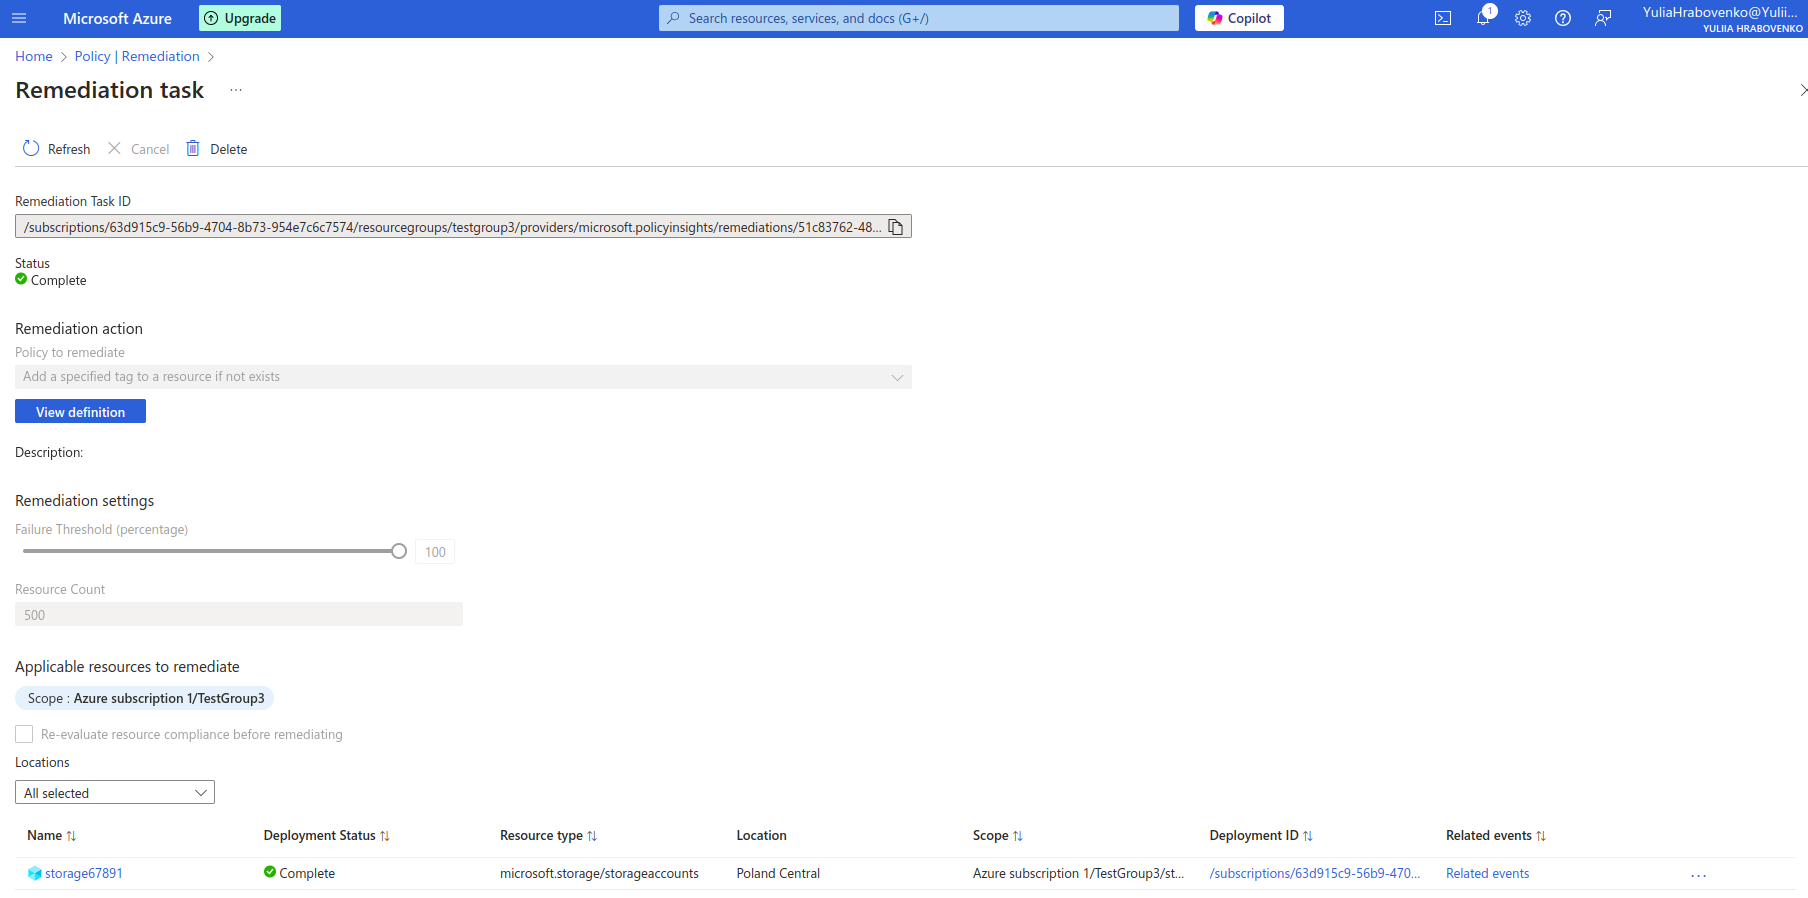 Microsoft Azure
Upgrade
Search resources, services, and docs (G+/)
Copilot
1
YuliaHrabovenko@Yulii...
YULIIA HRABOVENKO
Home > Policy | Remediation >
Remediation task ...
Refresh Cancel Delete
Remediation Task ID
/subscriptions/63d915c9-56b9-4704-8b73-954e7c6c7574/resourcegroups/testgroup3/providers/microsoft.policyinsights/remediations/51c83762-48...
Status
Complete
Remediation action
Policy to remediate
Add a specified tag to a resource if not exists
View definition
Description:
Remediation settings
Failure Threshold (percentage)
100
Resource Count
500
Applicable resources to remediate
Scope : Azure subscription 1/TestGroup3
Re-evaluate resource compliance before remediating
Locations
All selected
Name Deployment Status Resource type Location Scope Deployment ID Related events
storage67891 Complete microsoft.storage/storageaccounts Poland Central Azure subscription 1/TestGroup3/st... /subscriptions/63d915c9-56b9-470... Related events ...